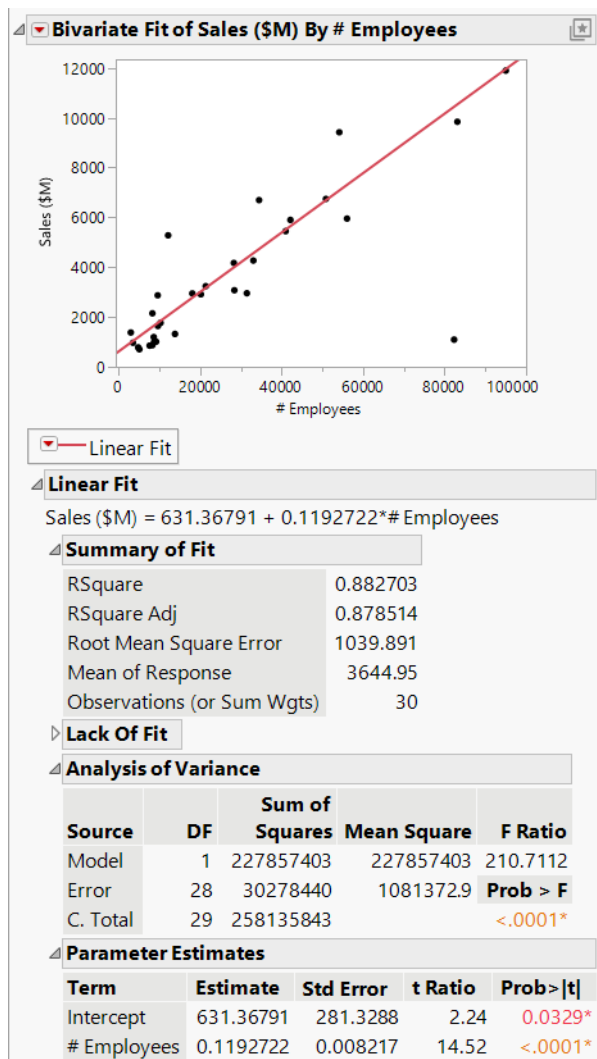 Bivariate Fit of Sales ($M) By # Employees
12000
10000
8000
6000
4000
2000
0
Sales ($M)
0 20000 40000 60000 80000 100000
# Employees
Linear Fit
Linear Fit
Sales ($M) = 631.36791 + 0.1192722*# Employees
Summary of Fit
RSquare 0.882703
RSquare Adj 0.878514
Root Mean Square Error 1039.891
Mean of Response 3644.95
Observations (or Sum Wgts) 30
Lack Of Fit
Analysis of Variance
Sum of
Source DF Squares Mean Square F Ratio
Model 1 227857403 227857403 210.7112
Error 28 30278440 1081372.9 Prob > F
C. Total 29 258135843 <.0001*
Parameter Estimates
Term Estimate Std Error t Ratio Prob>|t|
Intercept 631.36791 281.3288 2.24 0.0329*
# Employees 0.1192722 0.008217 14.52 <.0001*